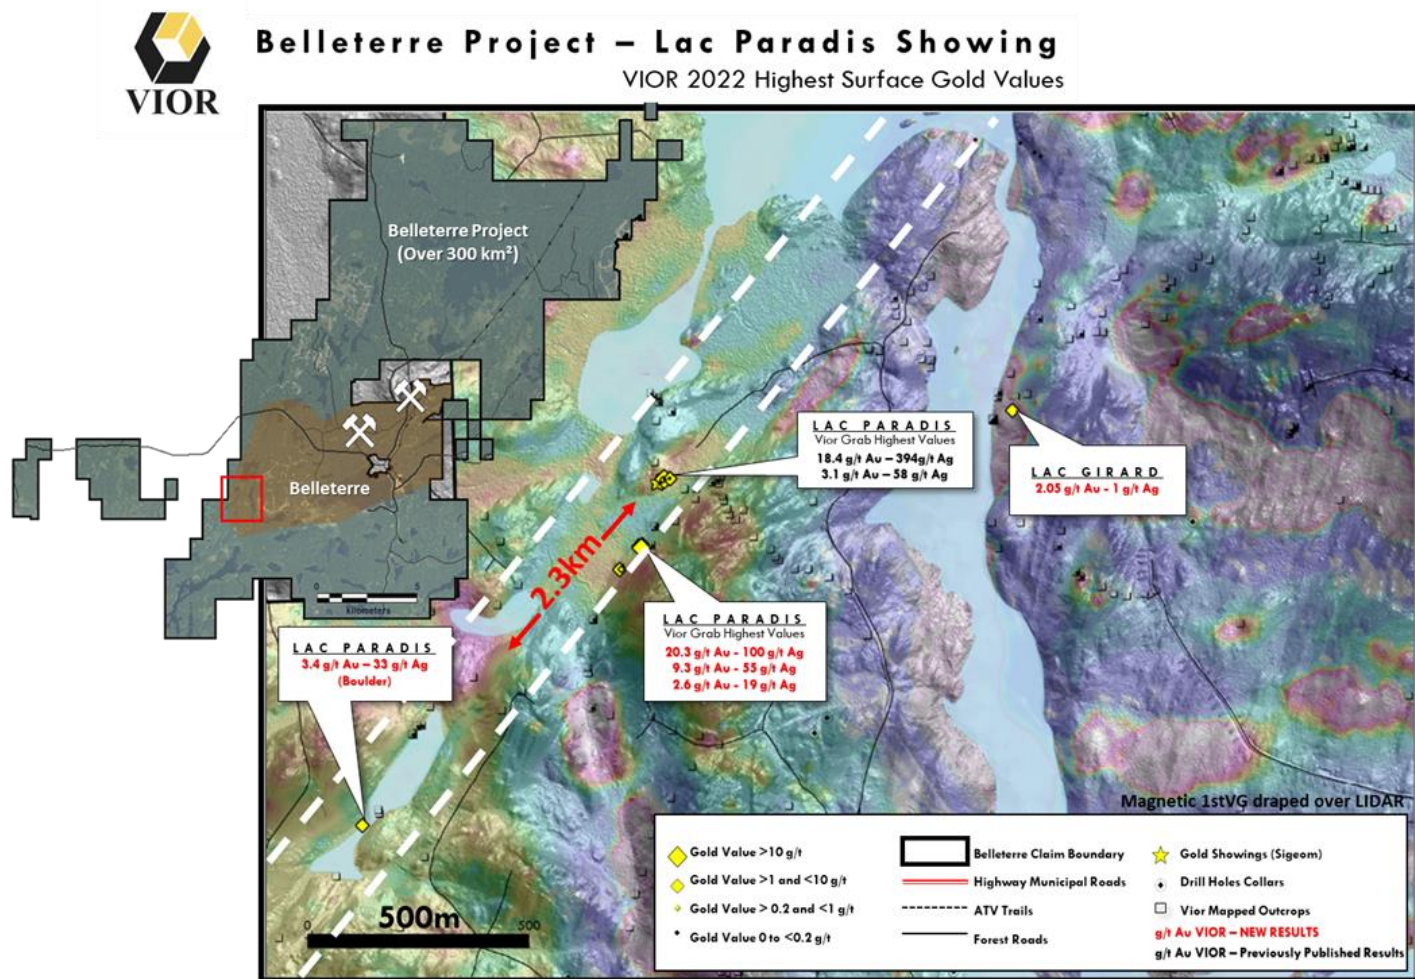 Belleterre Project – Lac Paradis Showing
VIOR 2022 Highest Surface Gold Values
VIOR
Belleterre Project
(Over 300 km²)
Belleterre
0 5
kilometers
LAC PARADIS
Vior Grab Highest Values
18.4 g/t Au – 394g/t Ag
3.1 g/t Au – 58 g/t Ag
LAC GIRARD
2.05 g/t Au - 1 g/t Ag
2.3km
LAC PARADIS
Vior Grab Highest Values
20.3 g/t Au - 100 g/t Ag
9.3 g/t Au - 55 g/t Ag
2.6 g/t Au - 19 g/t Ag
LAC PARADIS
3.4 g/t Au – 33 g/t Ag
(Boulder)
Magnetic 1stVG draped over LIDAR
0 500m 500
Gold Value >10 g/t
Gold Value >1 and <10 g/t
Gold Value > 0.2 and <1 g/t
Gold Value 0 to <0.2 g/t
Belleterre Claim Boundary
Highway Municipal Roads
ATV Trails
Forest Roads
Gold Showings (Sigeom)
Drill Holes Collars
Vior Mapped Outcrops
g/t Au VIOR – NEW RESULTS
g/t Au VIOR – Previously Published Results